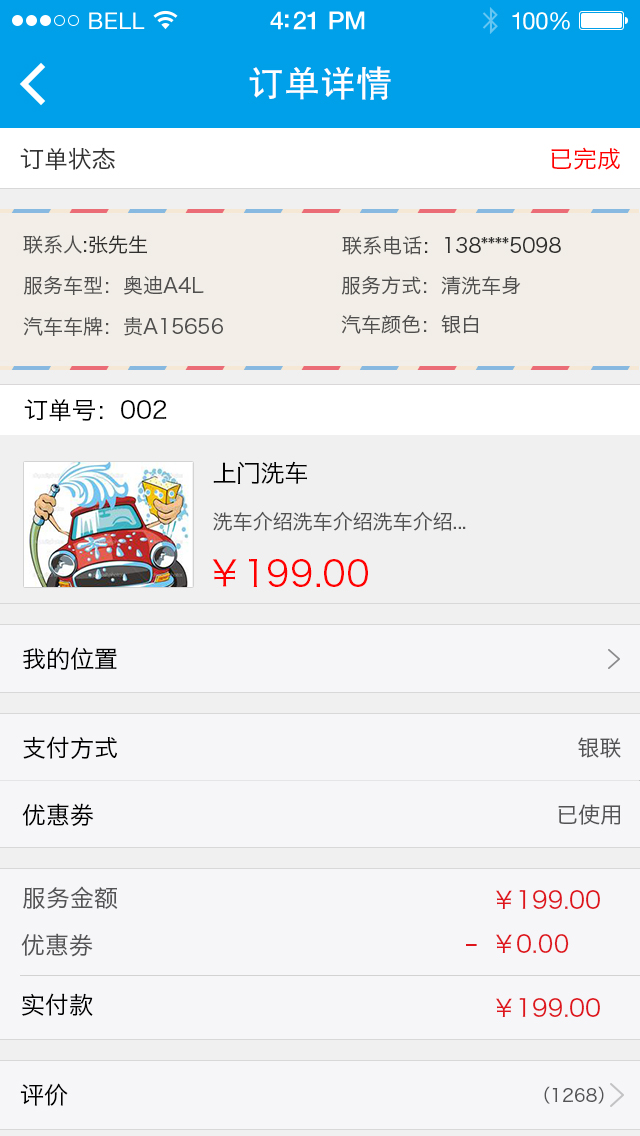 BELL 4:21 PM 100%
订单详情
订单状态 已完成
联系人:张先生 联系电话：138****5098
服务车型：奥迪A4L 服务方式：清洗车身
汽车车牌：贵A15656 汽车颜色：银白
订单号：002
上门洗车
洗车介绍洗车介绍洗车介绍...
￥199.00
我的位置
支付方式 银联
优惠劵 已使用
服务金额 ￥199.00
优惠券 - ￥0.00
实付款 ￥199.00
评价 (1268)